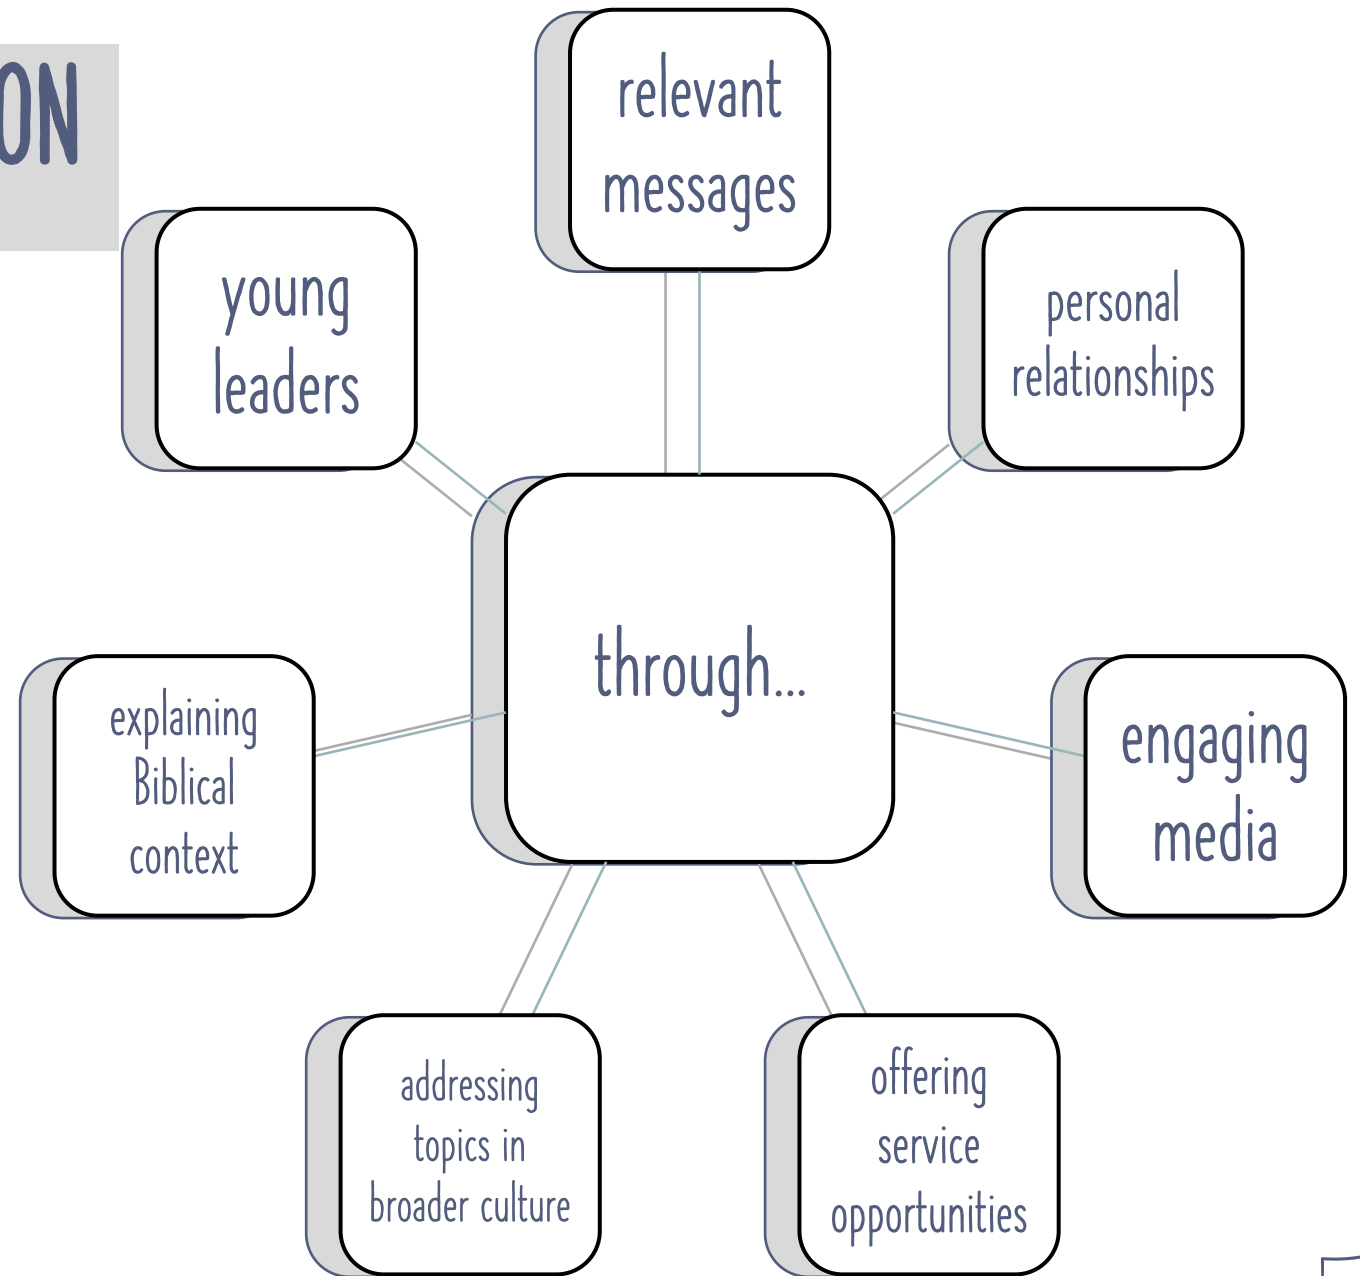 ON
relevant
messages
young
leaders
personal
relationships
through...
explaining
Biblical
context
engaging
media
addressing
topics in
broader culture
offering
service
opportunities